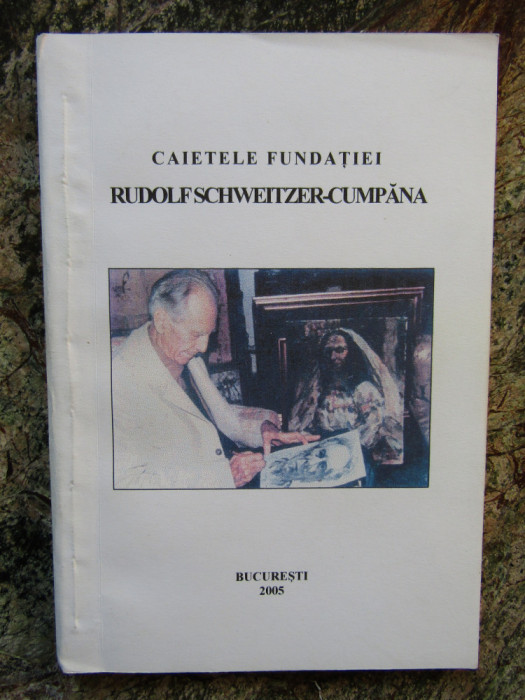 CAIETELE FUNDAȚIEI
RUDOLF SCHWEITZER-CUMPĂNA
BUCUREȘTI
2005